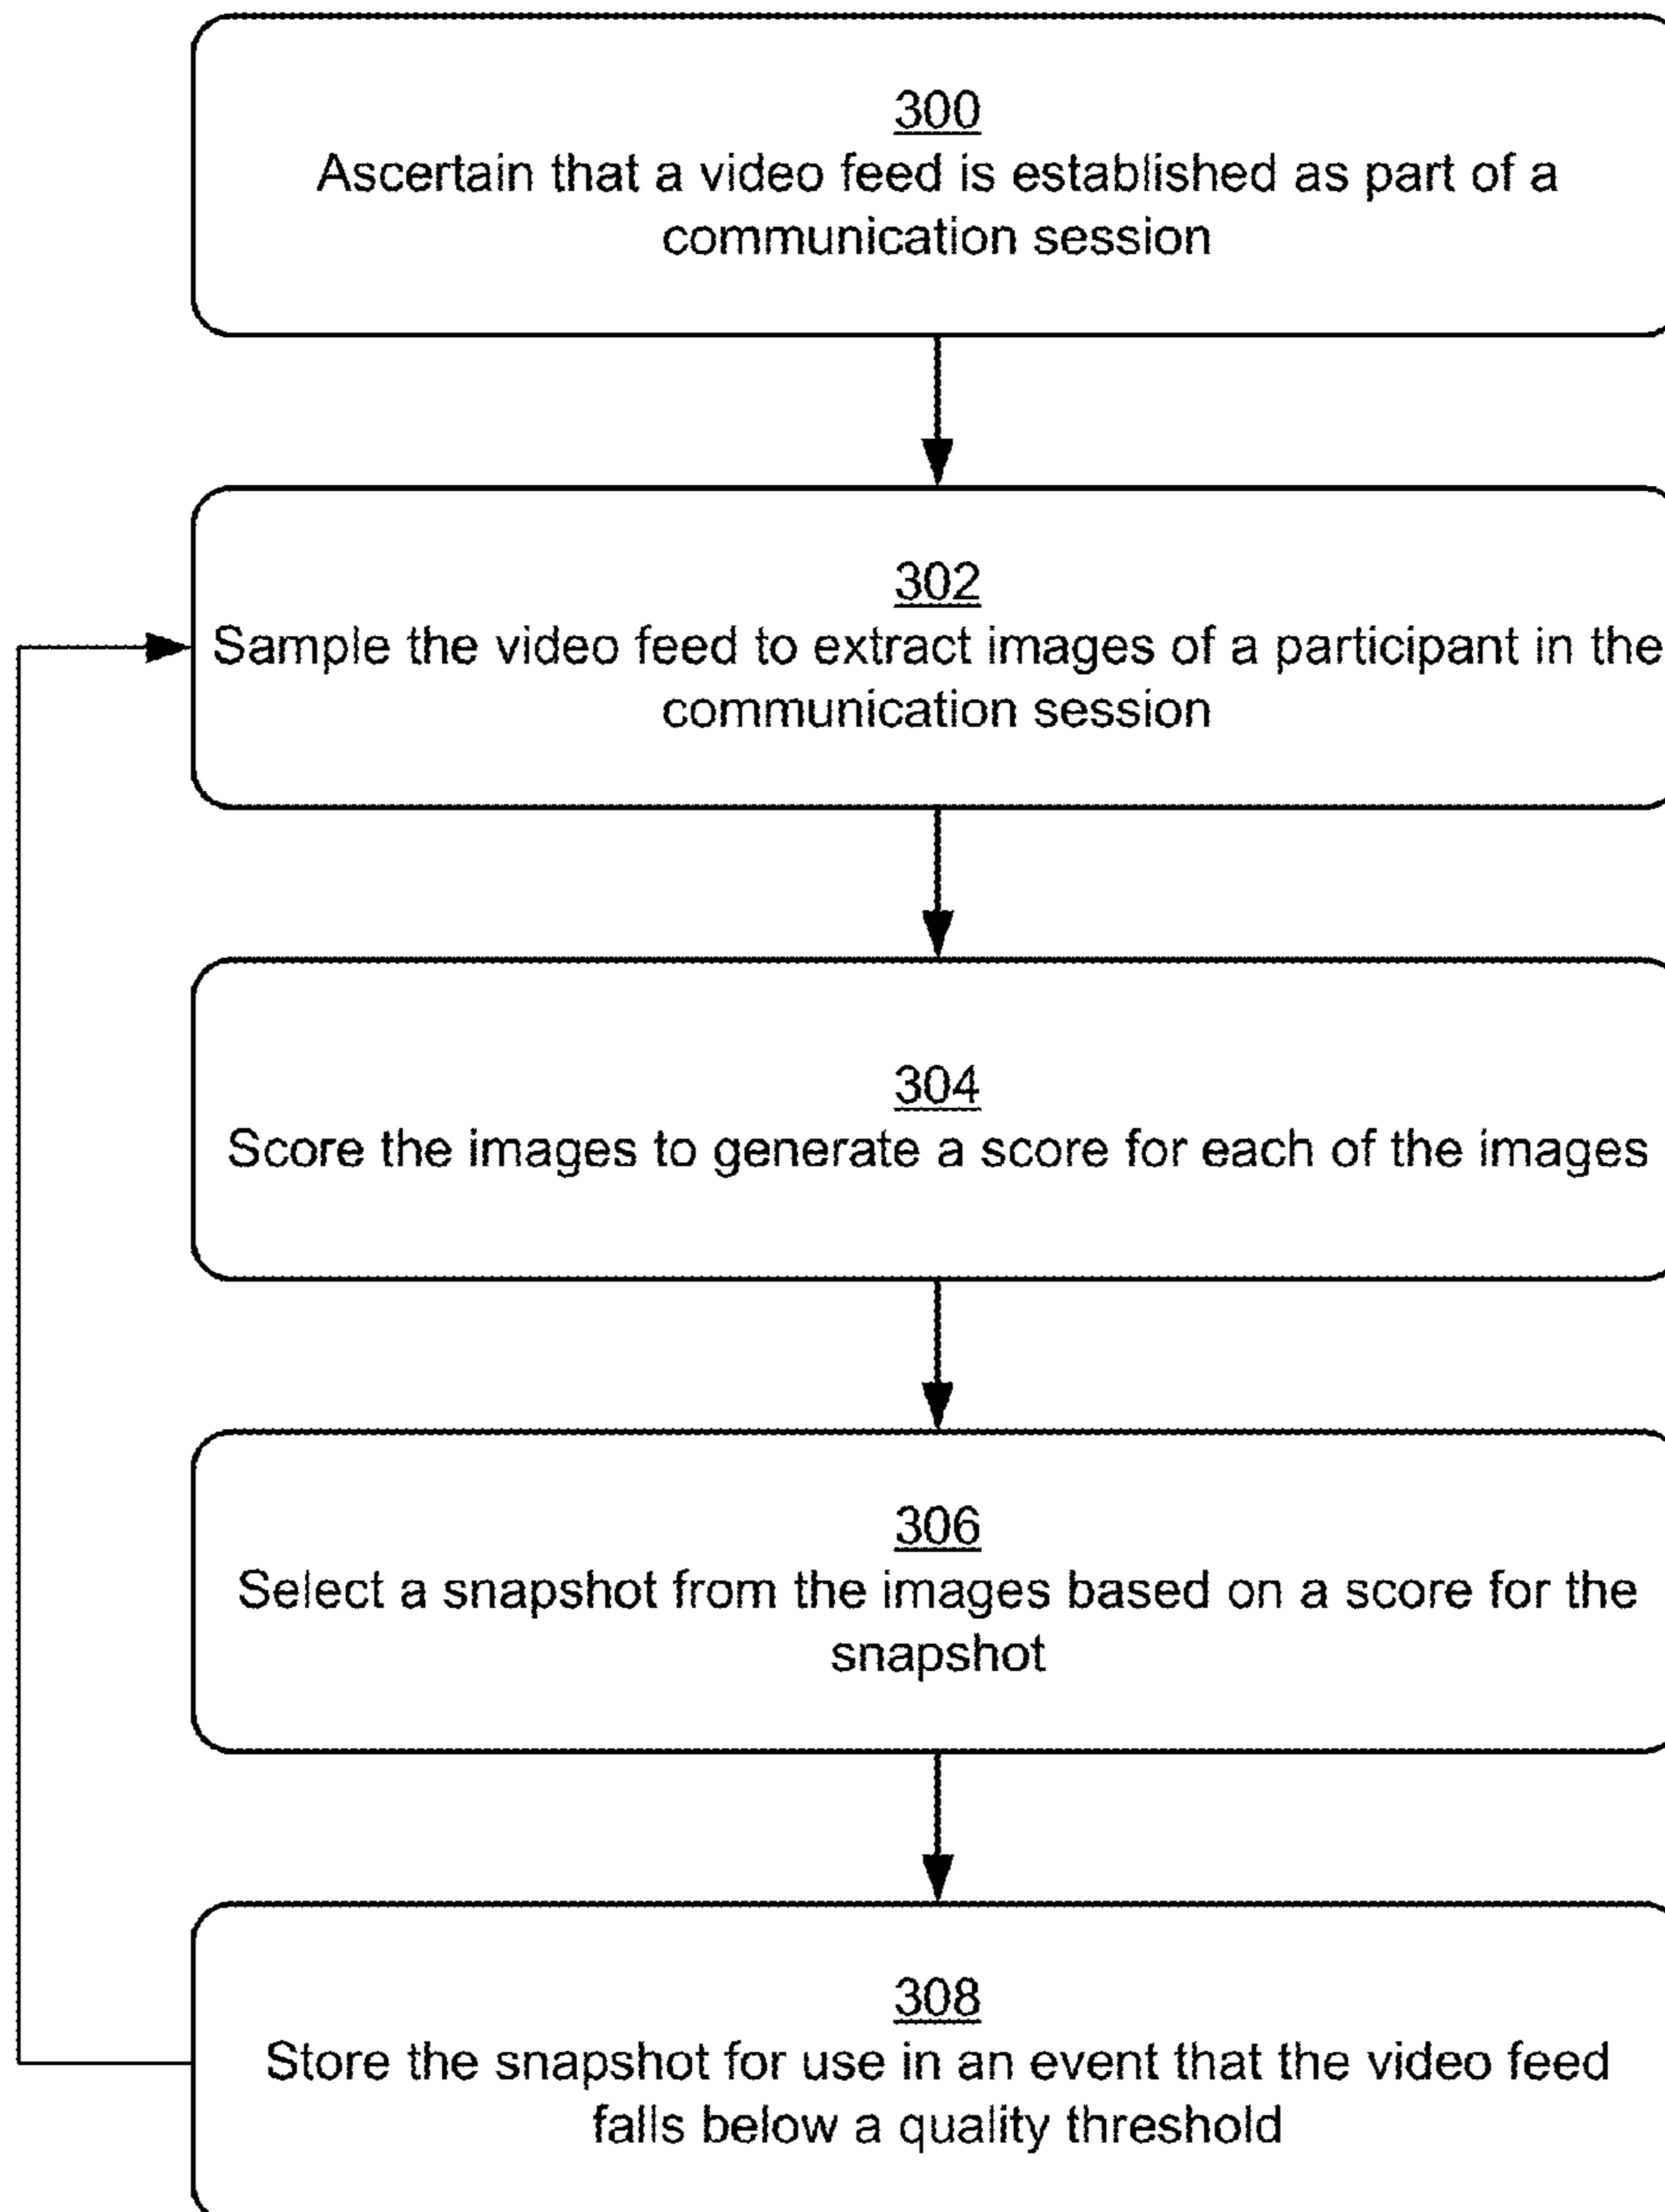 300
Ascertain that a video feed is established as part of a
communication session
302
Sample the video feed to extract images of a participant in the
communication session
304
Score the images to generate a score for each of the images
306
Select a snapshot from the images based on a score for the
snapshot
308
Store the snapshot for use in an event that the video feed
falls below a quality threshold